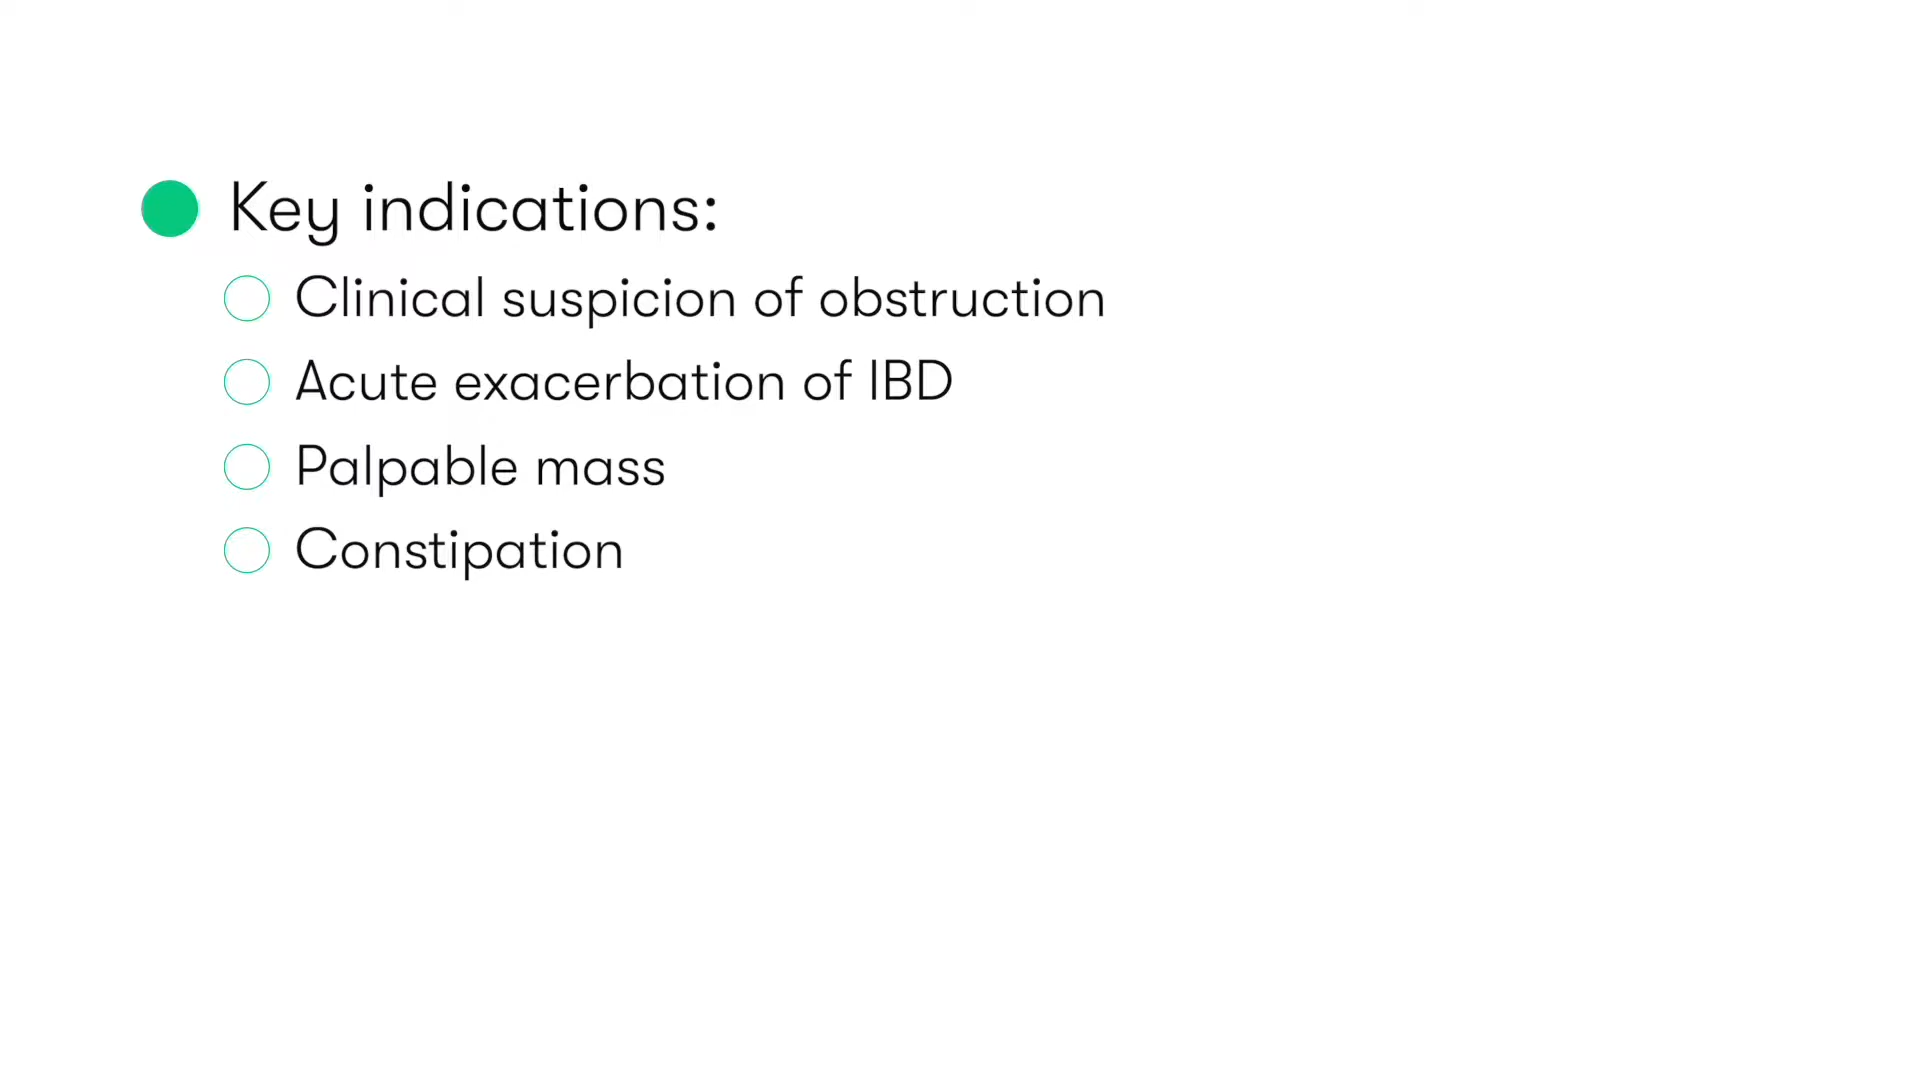 Key indications:
Clinical suspicion of obstruction
Acute exacerbation of IBD
Palpable mass
Constipation